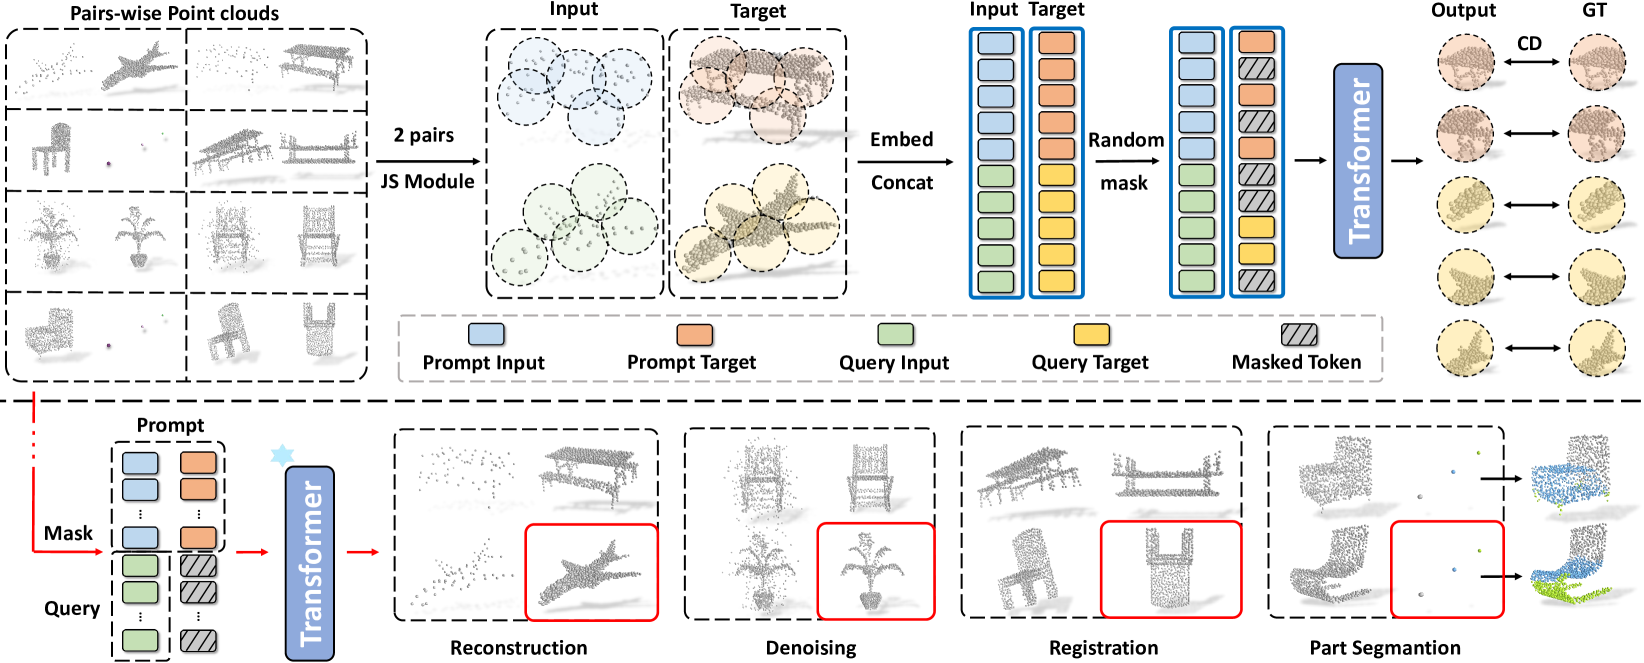 Pairs-wise Point clouds
Input
Target
Input
Target
Output
GT
CD
2 pairs
JS Module
Embed
Concat
Random
mask
Transformer
Prompt Input
Prompt Target
Query Input
Query Target
Masked Token
Prompt
Mask
Query
Transformer
Reconstruction
Denoising
Registration
Part Segmantion